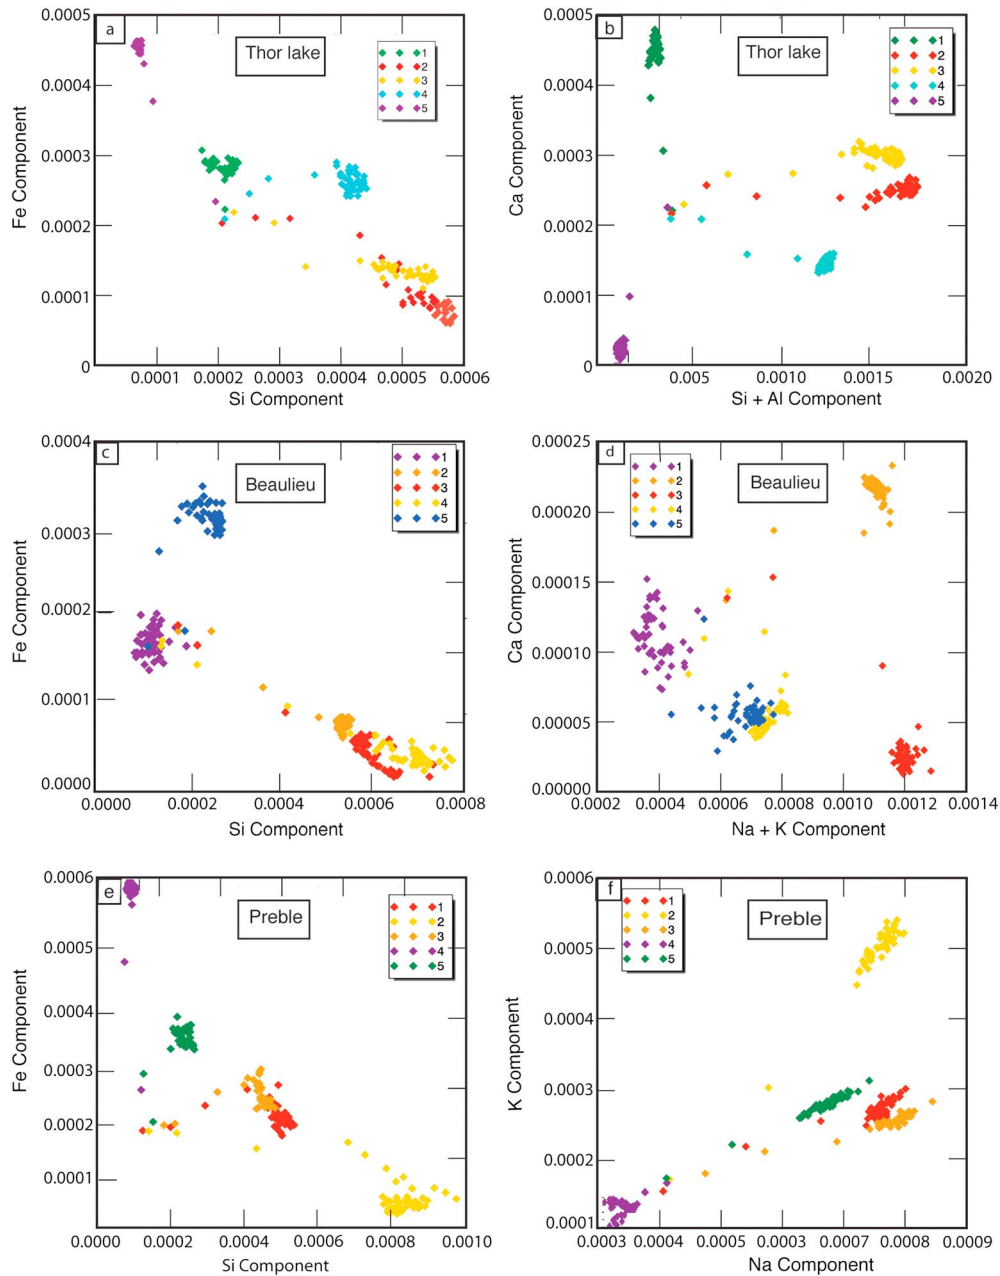 0.0005
a
Thor lake
1
2
3
4
5
0.0004
0.0003
0.0002
0.0001
0
Fe Component
0.0001 0.0002 0.0003 0.0004 0.0005 0.0006
Si Component
0.0005
b
Thor lake
1
2
3
4
5
0.0004
0.0003
0.0002
0.0001
0
Ca Component
0.005 0.0010 0.0015 0.0020
Si + Al Component
0.0004
c
Beaulieu
1
2
3
4
5
0.0003
0.0002
0.0001
0.0000
Fe Component
0.0000 0.0002 0.0004 0.0006 0.0008
Si Component
0.00025
d
Beaulieu
1
2
3
4
5
0.00020
0.00015
0.00010
0.00005
0.00000
Ca Component
0.0002 0.0004 0.0006 0.0008 0.0010 0.0012 0.0014
Na + K Component
0.0006
e
Preble
1
2
3
4
5
0.0005
0.0004
0.0003
0.0002
0.0001
Fe Component
0.0000 0.0002 0.0004 0.0006 0.0008 0.0010
Si Component
0.0006
f
Preble
1
2
3
4
5
0.0005
0.0004
0.0003
0.0002
0.0001
K Component
0.0003 0.0004 0.0005 0.0003 0.0007 0.0008 0.0009
Na Component